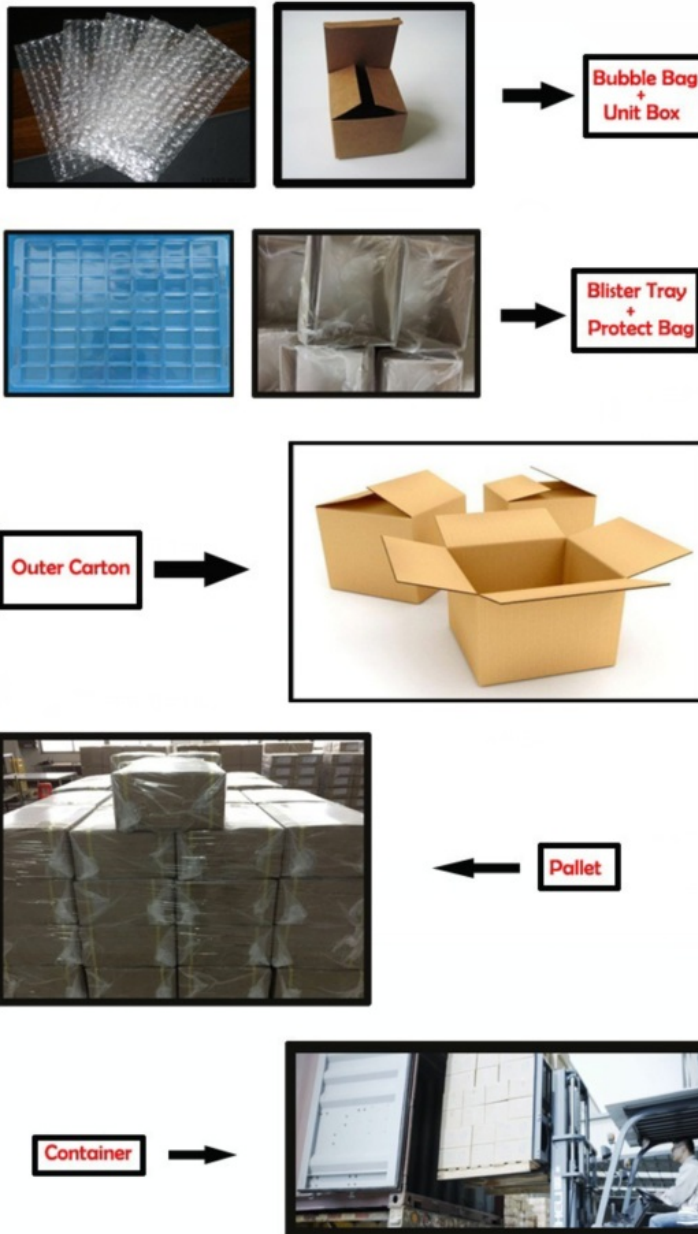 Bubble Bag
+
Unit Box
Blister Tray
+
Protect Bag
Outer Carton
Pallet
Container